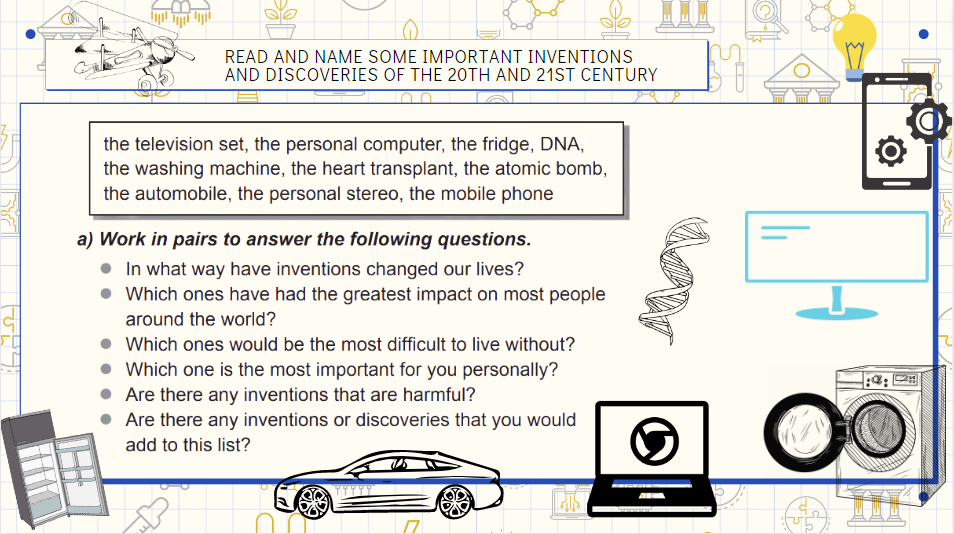 READ AND NAME SOME IMPORTANT INVENTIONS
AND DISCOVERIES OF THE 20TH AND 21ST CENTURY
the television set, the personal computer, the fridge, DNA,
the washing machine, the heart transplant, the atomic bomb,
the automobile, the personal stereo, the mobile phone
a) Work in pairs to answer the following questions.
In what way have inventions changed our lives?
Which ones have had the greatest impact on most people
around the world?
Which ones would be the most difficult to live without?
Which one is the most important for you personally?
Are there any inventions that are harmful?
Are there any inventions or discoveries that you would
add to this list?